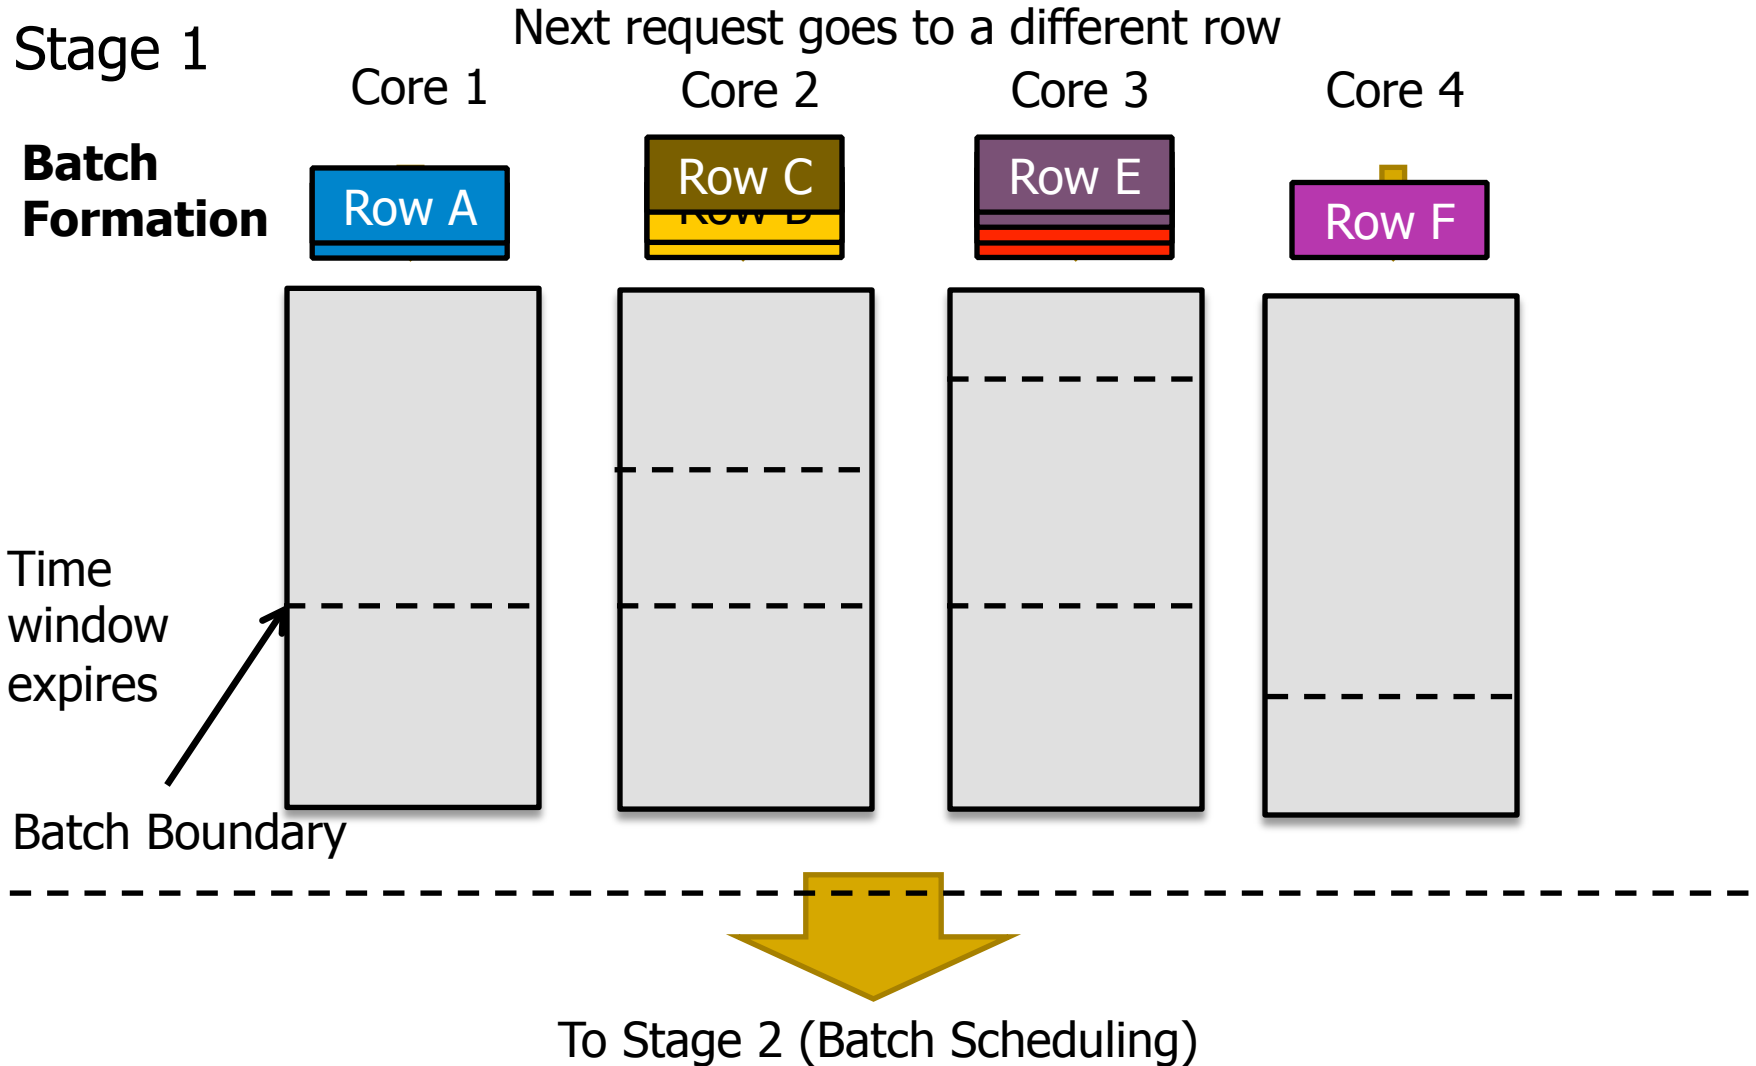 Stage 1
Next request goes to a different row
Core 1
Core 2
Core 3
Core 4
Batch
Formation
Row A
Row C
Row B
Row E
Row F
Time
window
expires
Batch Boundary
To Stage 2 (Batch Scheduling)